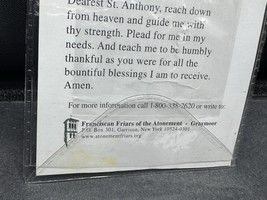 Dearest St. Anthony, reach down
from heaven and guide me with
thy strength. Plead for me in my
needs. And teach me to be humbly
thankful as you were for all the
bountiful blessings I am to receive.
Amen.
For more information call 1-800-338-2620 or write to:
Franciscan Friars of the Atonement - Graymoor
P.O. Box 301, Garrison, New York 10524-0301
www.atonementfriars.org